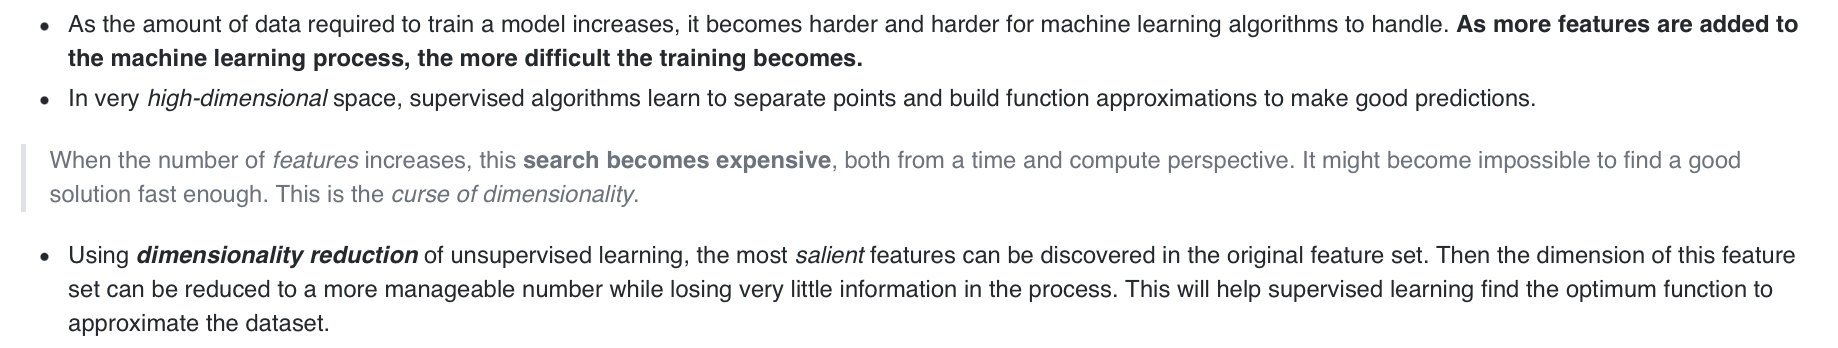 As the amount of data required to train a model increases, it becomes harder and harder for machine learning algorithms to handle. As more features are added to
the machine learning process, the more difficult the training becomes.
In very high-dimensional space, supervised algorithms learn to separate points and build function approximations to make good predictions.
When the number of features increases, this search becomes expensive, both from a time and compute perspective. It might become impossible to find a good
solution fast enough. This is the curse of dimensionality.
Using dimensionality reduction of unsupervised learning, the most salient features can be discovered in the original feature set. Then the dimension of this feature
set can be reduced to a more manageable number while losing very little information in the process. This will help supervised learning find the optimum function to
approximate the dataset.